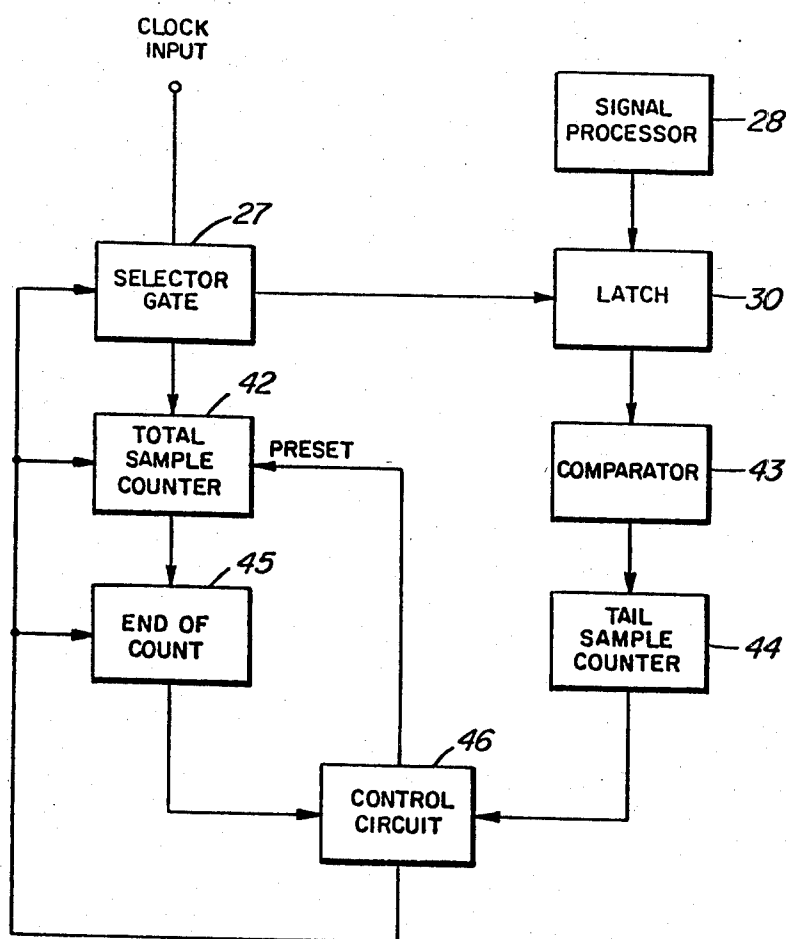 CLOCK
INPUT
SIGNAL
PROCESSOR
28
27
SELECTOR
GATE
LATCH
30
42
TOTAL
SAMPLE
COUNTER
PRESET
COMPARATOR
43
45
END OF
COUNT
TAIL
SAMPLE
COUNTER
44
46
CONTROL
CIRCUIT